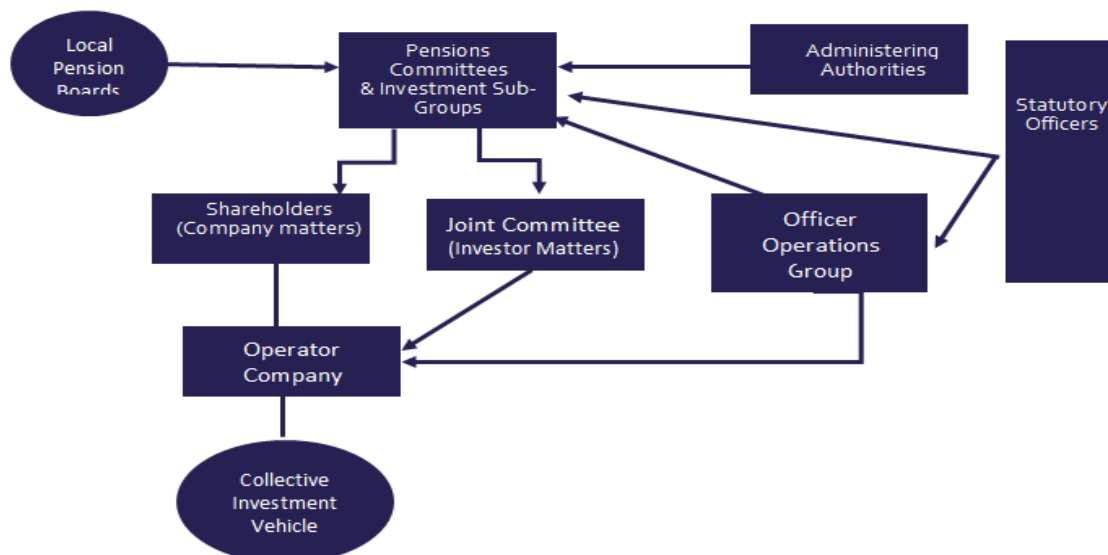 Local
Pension
Boards
Pensions
Committees
& Investment Sub-
Groups
Administering
Authorities
Statutory
Officers
Shareholders
(Company matters)
Joint Committee
(Investor Matters)
Officer
Operations
Group
Operator
Company
Collective
Investment
Vehicle